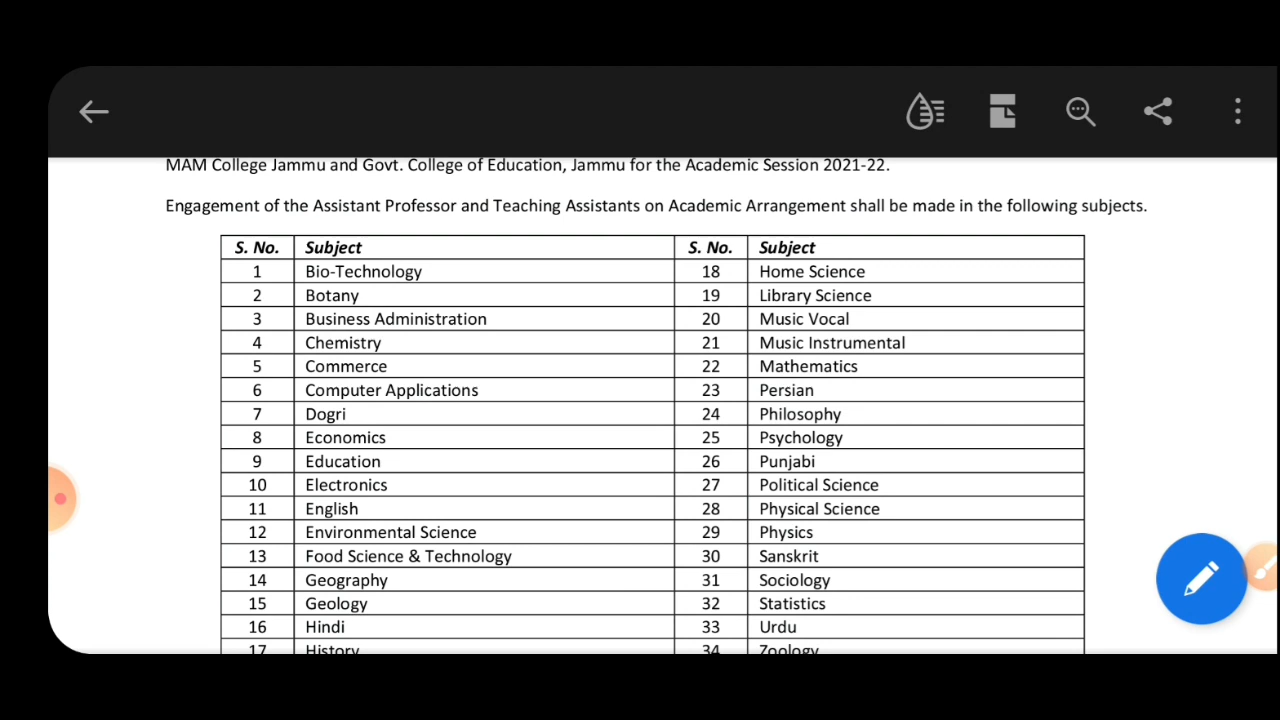 MAM College Jammu and Govt. College of Education, Jammu for the Academic Session 2021-22.
Engagement of the Assistant Professor and Teaching Assistants on Academic Arrangement shall be made in the following subjects.
S. No. Subject S. No. Subject
1 Bio-Technology 18 Home Science
2 Botany 19 Library Science
3 Business Administration 20 Music Vocal
4 Chemistry 21 Music Instrumental
5 Commerce 22 Mathematics
6 Computer Applications 23 Persian
7 Dogri 24 Philosophy
8 Economics 25 Psychology
9 Education 26 Punjabi
10 Electronics 27 Political Science
11 English 28 Physical Science
12 Environmental Science 29 Physics
13 Food Science & Technology 30 Sanskrit
14 Geography 31 Sociology
15 Geology 32 Statistics
16 Hindi 33 Urdu
17 History 34 Zoology